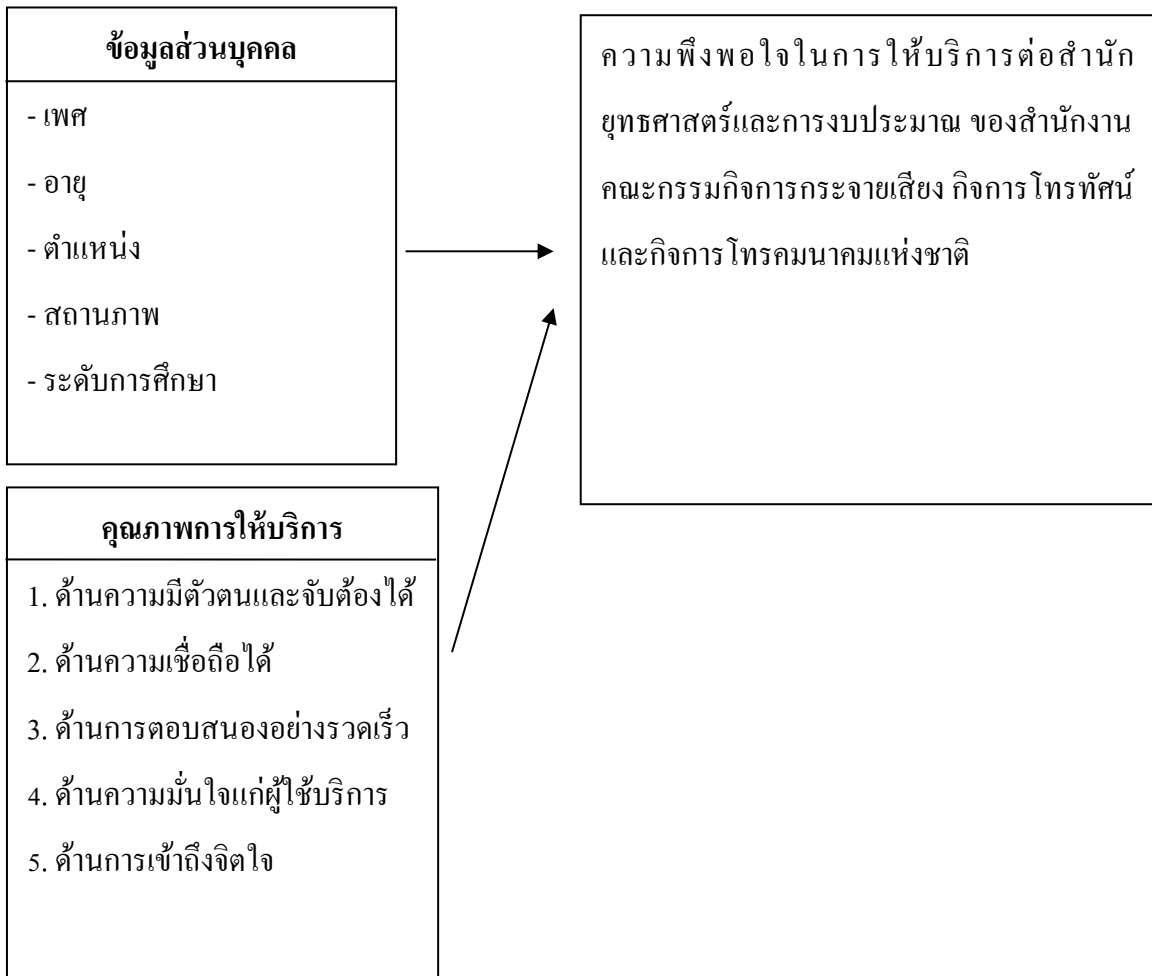 ข้อมูลส่วนบุคคล
- เพศ
- อายุ
- ตำแหน่ง
- สถานภาพ
- ระดับการศึกษา
คุณภาพการให้บริการ
1. ด้านความมีตัวตนและจับต้องได้
2. ด้านความเชื่อถือได้
3. ด้านการตอบสนองอย่างรวดเร็ว
4. ด้านความมั่นใจแก่ผู้ใช้บริการ
5. ด้านการเข้าถึงจิตใจ
ความพึงพอใจในการให้บริการต่อสำนัก
ยุทธศาสตร์และการงบประมาณ ของสำนักงาน
คณะกรรมกิจการกระจายเสียง กิจการโทรทัศน์
และกิจการโทรคมนาคมแห่งชาติ